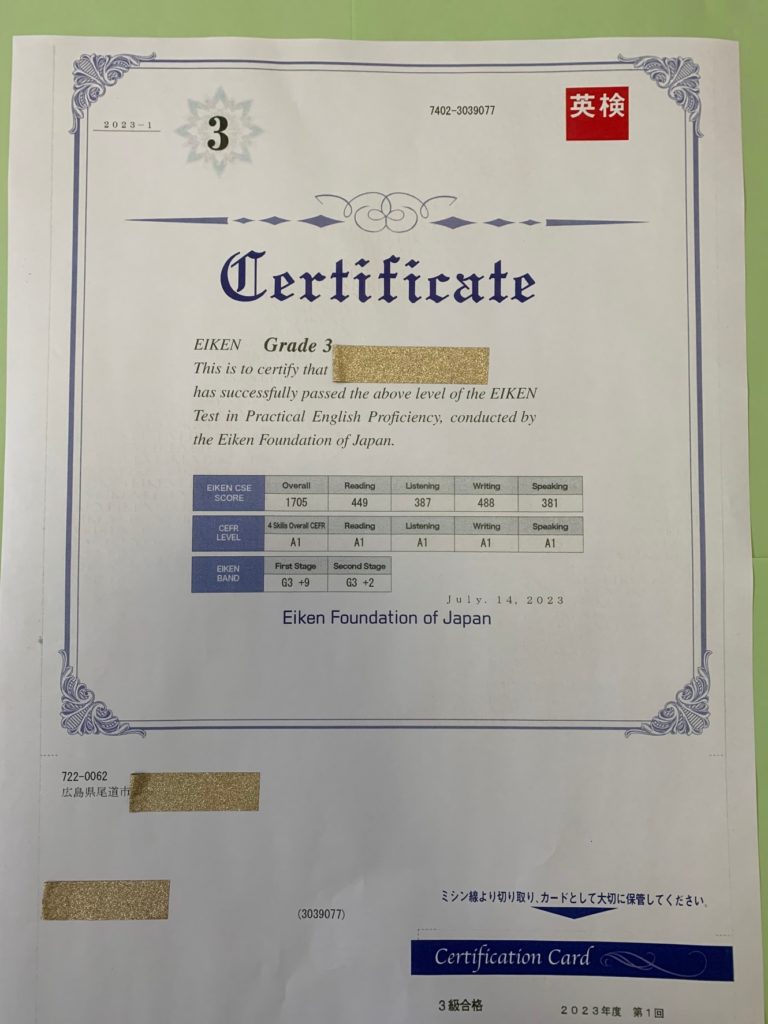 2023-1
3
7402-3039077
英検
Certificate
EIKEN Grade 3
This is to certify that
has successfully passed the above level of the EIKEN
Test in Practical English Proficiency, conducted by
the Eiken Foundation of Japan.
EIKEN CSE SCORE Overall Reading Listening Writing Speaking
1705 449 387 488 381
CEFR LEVEL 4 Skills Overall CEFR Reading Listening Writing Speaking
A1 A1 A1 A1 A1
EIKEN BAND First Stage Second Stage
G3 +9 G3 +2
July. 14, 2023
Eiken Foundation of Japan
722-0062
広島県尾道市
(3039077)
ミシン線より切り取り、カードとして大切に保管してください。
Certification Card
3級合格 2023年度 第1回